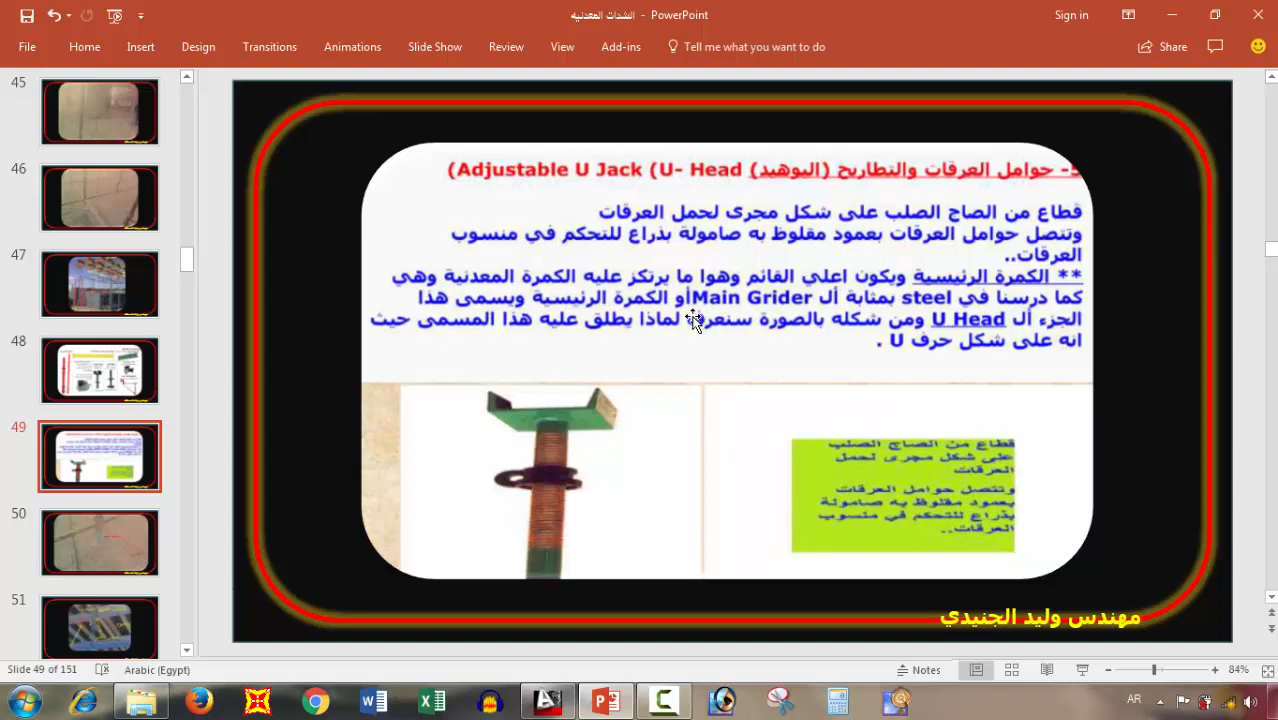 الشدات المعدنيه - PowerPoint
Sign in
File
Home
Insert
Design
Transitions
Animations
Slide Show
Review
View
Add-ins
Tell me what you want to do
Share
45
46
47
48
49
50
51
5- حوامل العرقات والتطاريح (اليوهيد) Adjustable U Jack (U- Head)
قطاع من الصاج الصلب على شكل مجرى لحمل العرقات
وتتصل حوامل العرقات بعمود مقلوظ به صامولة بذراع للتحكم في منسوب
العرقات..
** الكمرة الرئيسية ويكون اعلي القائم وهوا ما يرتكز عليه الكمرة المعدنية وهي
كما درسنا في steel بمثابة أل Main Griderأو الكمرة الرئيسية ويسمى هذا
الجزء أل U Head ومن شكله بالصورة سنعرف لماذا يطلق عليه هذا المسمى حيث
انه على شكل حرف U .
قطاع من الصاج الصلب
على شكل مجرى لحمل
العرقات
وتتصل حوامل العرقات
بعمود مقلوظ به صامولة
بذراع للتحكم في منسوب
العرقات..
مهندس وليد الجنيدي
Slide 49 of 151
Arabic (Egypt)
Notes
84%
AR